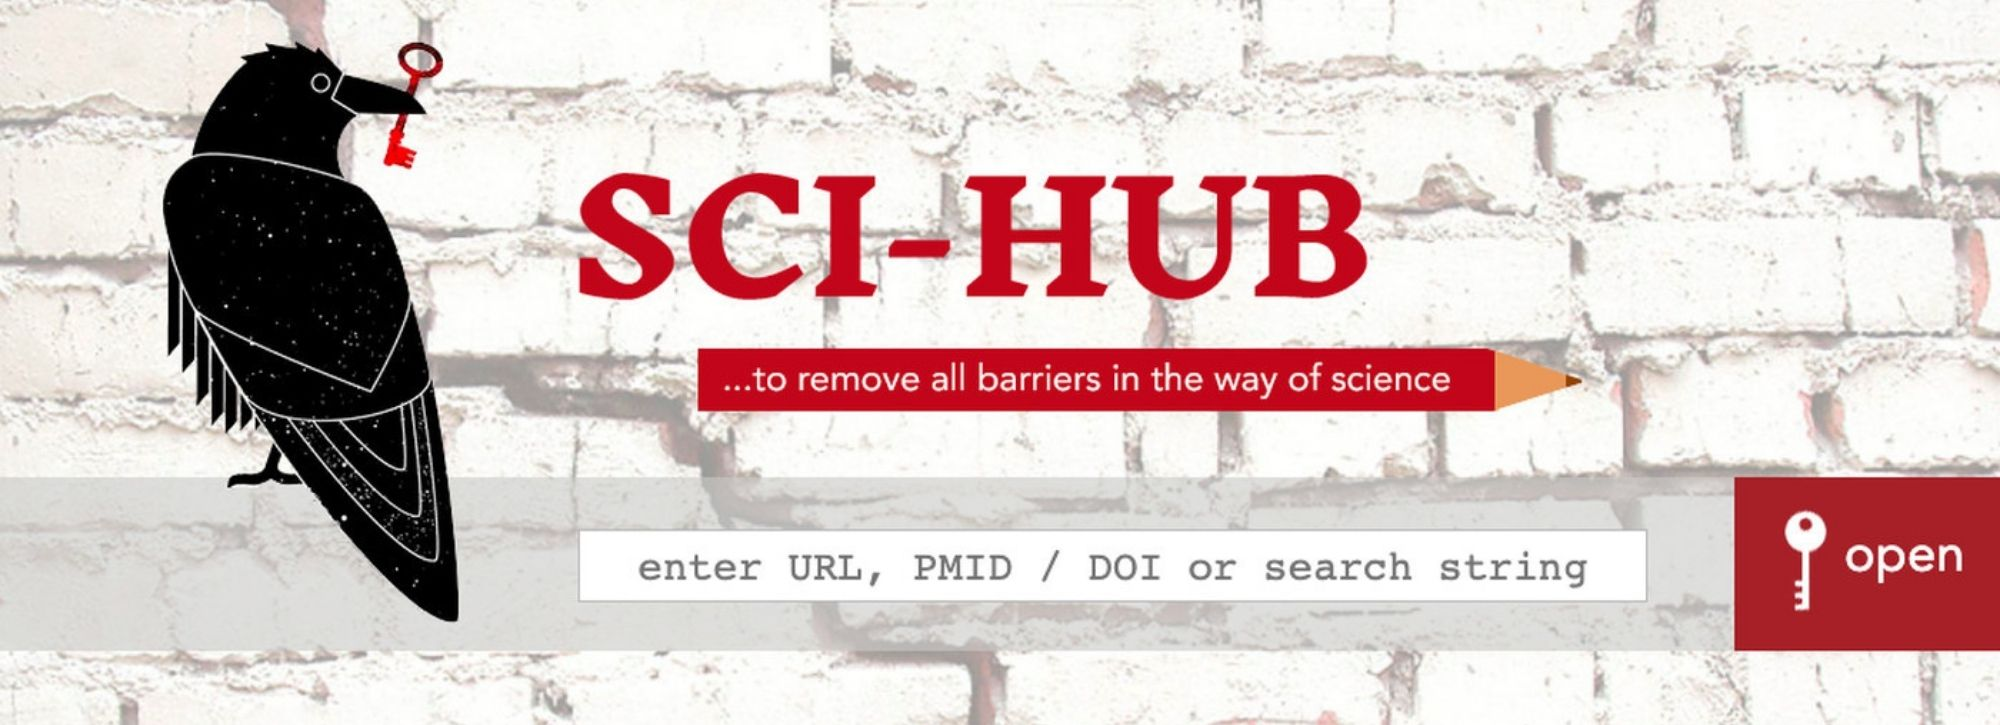 SCI-HUB
...to remove all barriers in the way of science
enter URL, PMID / DOI or search string
open